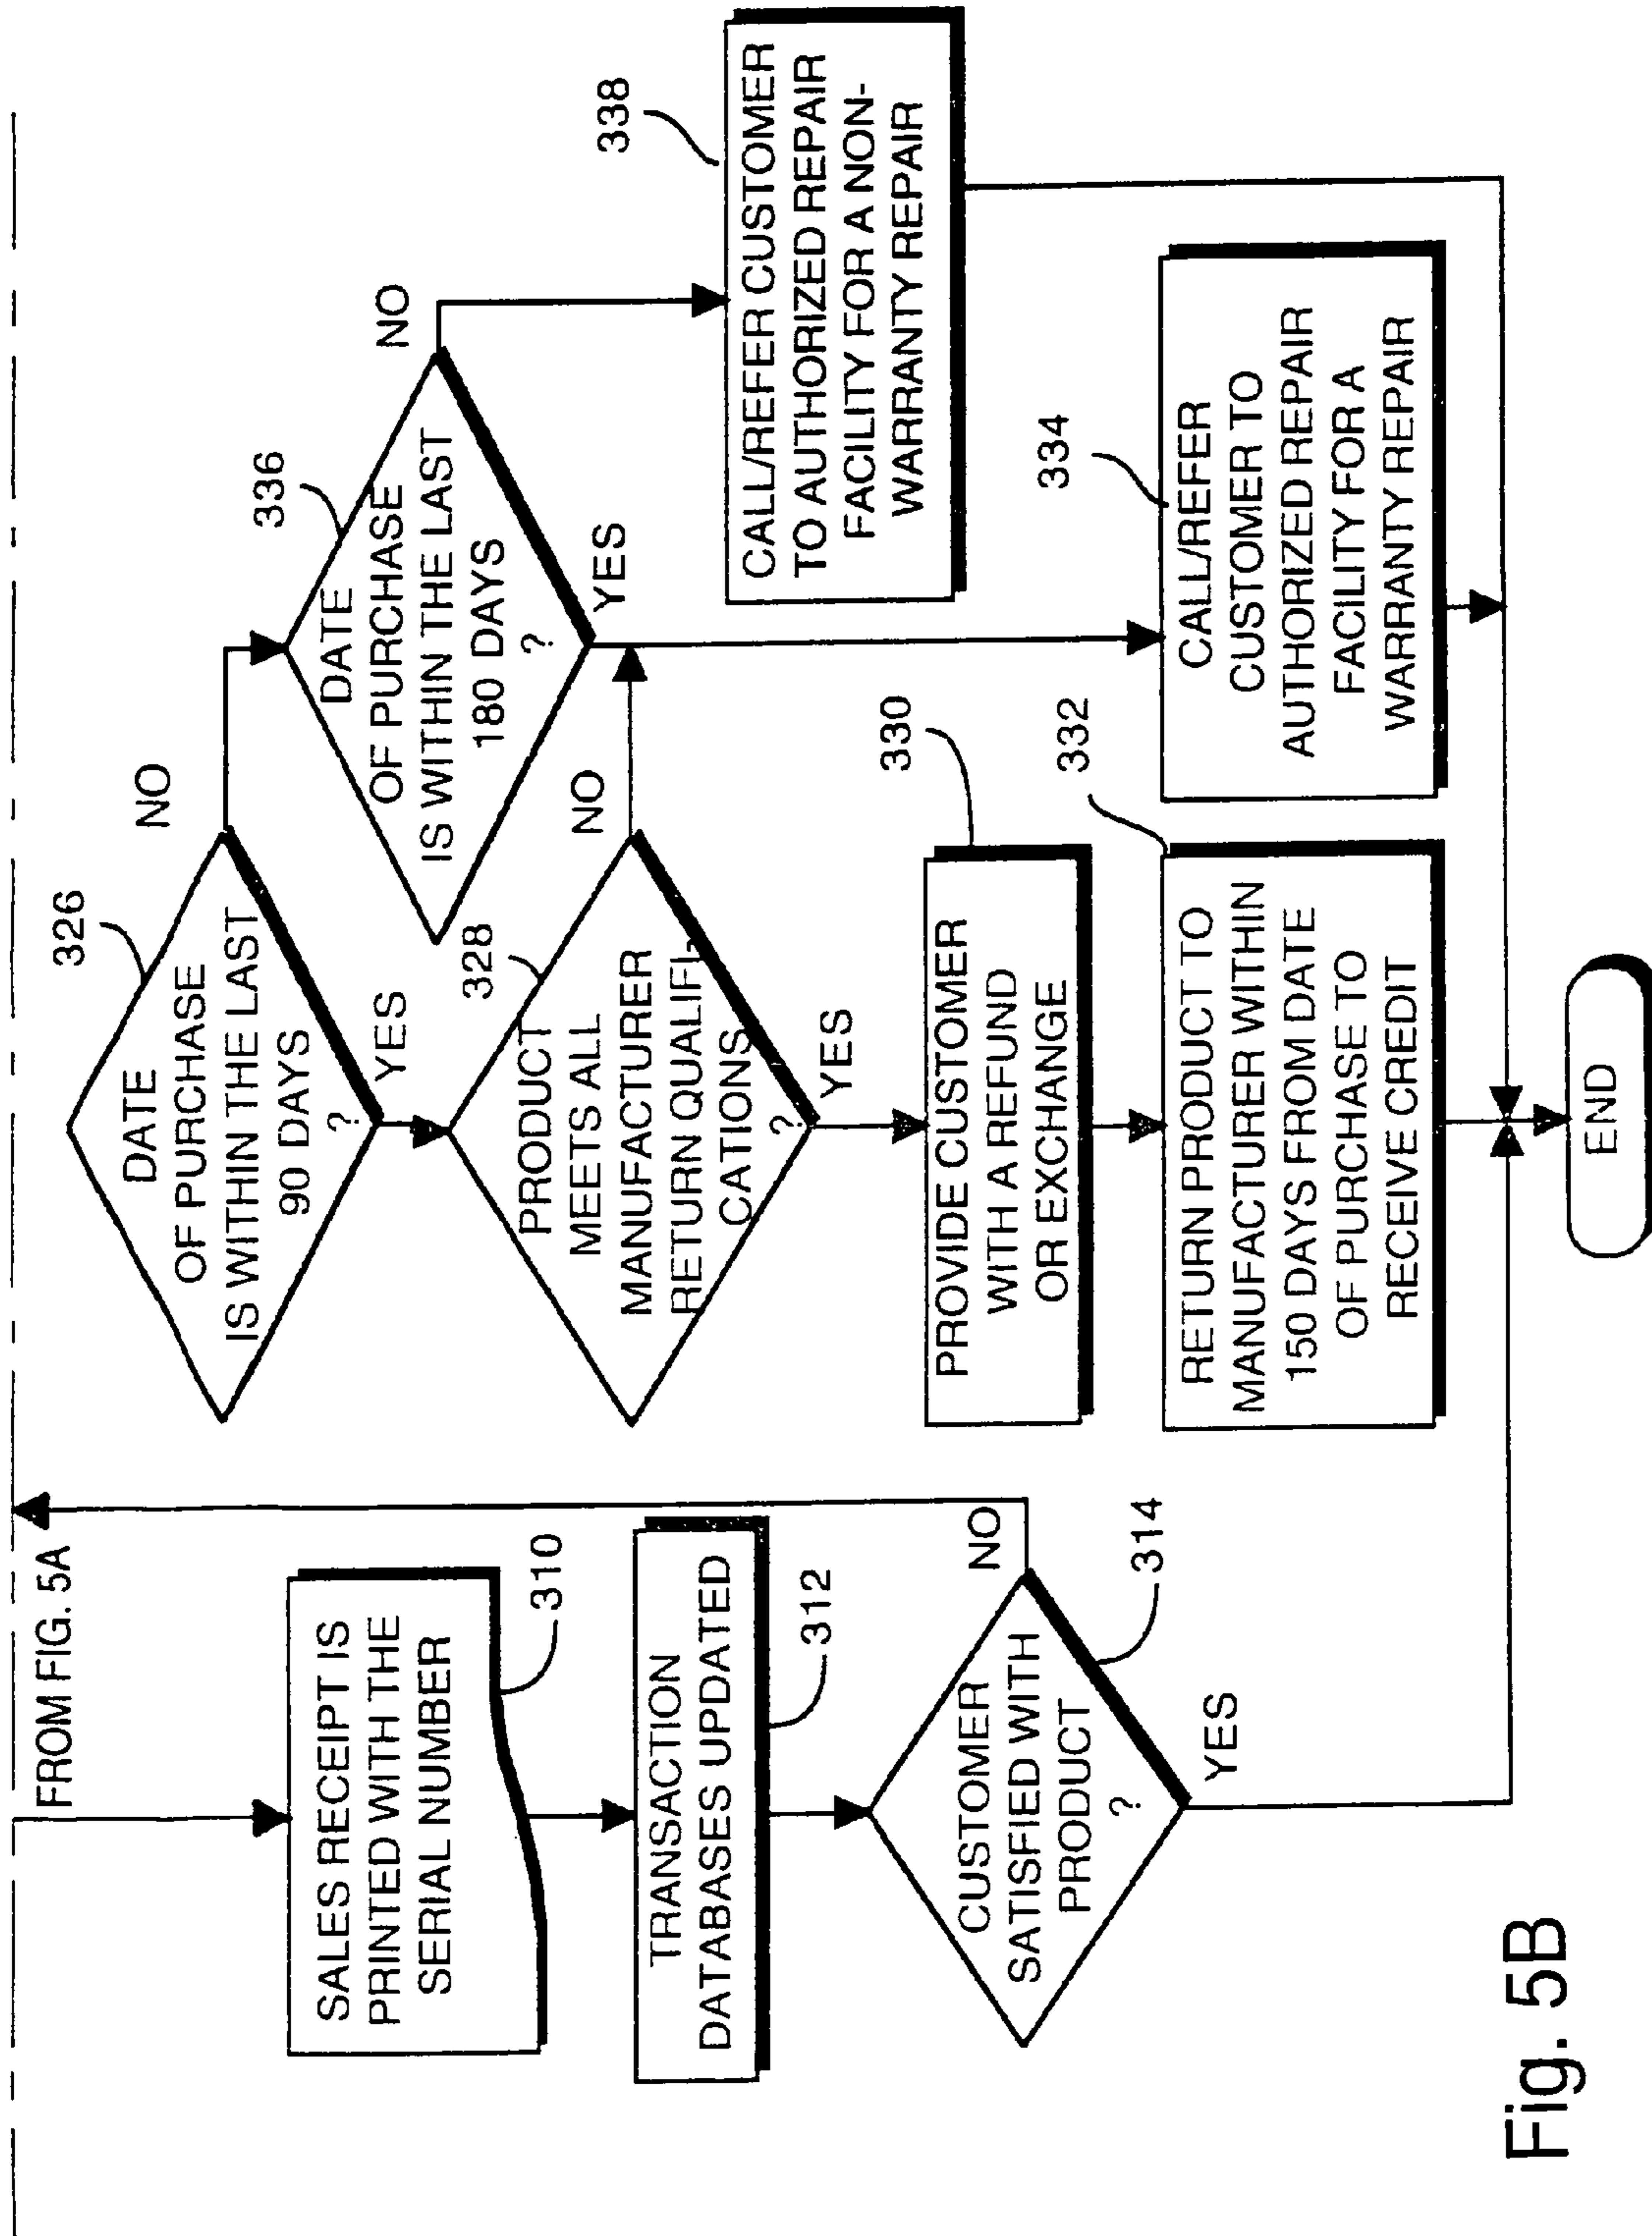 FROM FIG. 5A
SALES RECEIPT IS
PRINTED WITH THE
SERIAL NUMBER
310
TRANSACTION
DATABASES UPDATED
312
CUSTOMER
SATISFIED WITH
PRODUCT
?
314
NO
YES
326
DATE
OF PURCHASE
IS WITHIN THE LAST
90 DAYS
?
NO
YES
328
PRODUCT
MEETS ALL
MANUFACTURER
RETURN QUALIFI-
CATIONS
?
NO
YES
330
PROVIDE CUSTOMER
WITH A REFUND
OR EXCHANGE
332
RETURN PRODUCT TO
MANUFACTURER WITHIN
150 DAYS FROM DATE
OF PURCHASE TO
RECEIVE CREDIT
336
DATE
OF PURCHASE
IS WITHIN THE LAST
180 DAYS
?
NO
YES
338
CALL/REFER CUSTOMER
TO AUTHORIZED REPAIR
FACILITY FOR A NON-
WARRANTY REPAIR
334
CALL/REFER
CUSTOMER TO
AUTHORIZED REPAIR
FACILITY FOR A
WARRANTY REPAIR
END
Fig. 5B